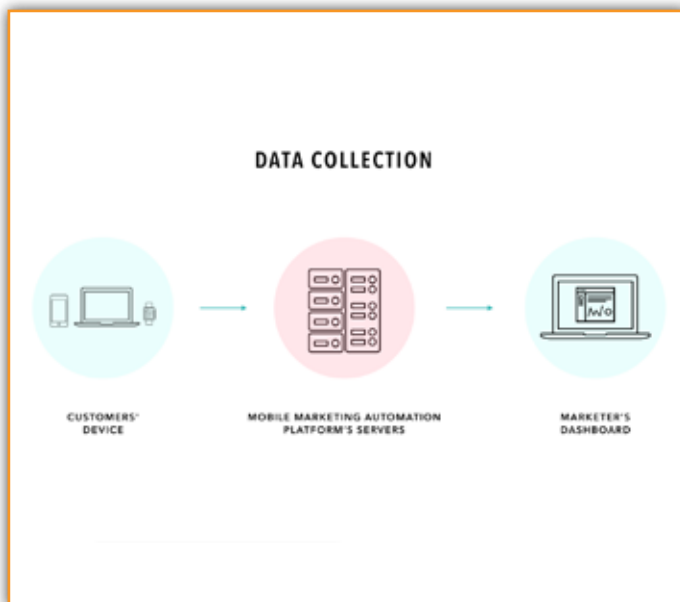 DATA COLLECTION
CUSTOMERS'
DEVICE
MOBILE MARKETING AUTOMATION
PLATFORM'S SERVERS
MARKETER'S
DASHBOARD